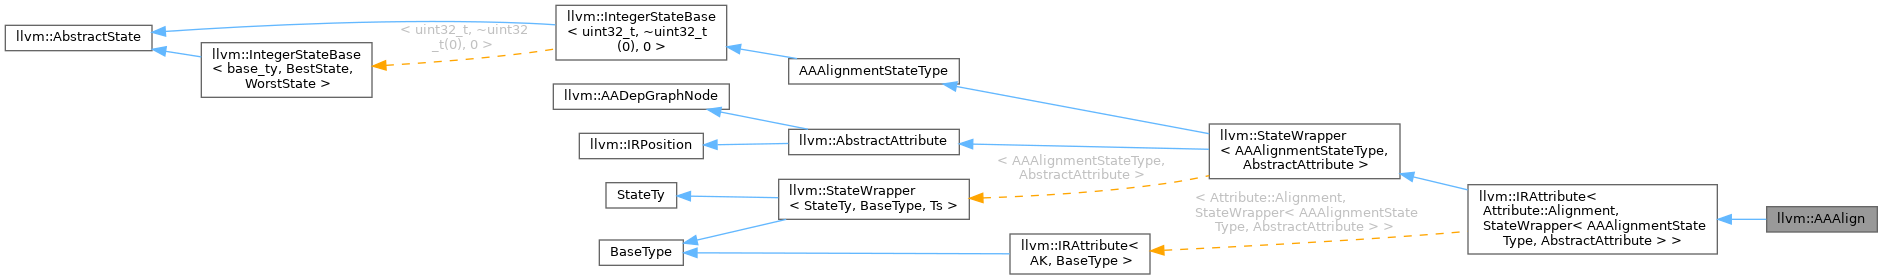 llvm::AbstractState
llvm::IntegerStateBase
< base_ty, BestState,
WorstState >
< uint32_t, ~uint32
_t(0), 0 >
llvm::IntegerStateBase
< uint32_t, ~uint32_t
(0), 0 >
AAAlignmentStateType
llvm::AADepGraphNode
llvm::IRPosition
llvm::AbstractAttribute
StateTy
BaseType
llvm::StateWrapper
< StateTy, BaseType, Ts >
< AAAlignmentStateType,
AbstractAttribute >
llvm::StateWrapper
< AAAlignmentStateType,
AbstractAttribute >
llvm::IRAttribute<
AK, BaseType >
< Attribute::Alignment,
StateWrapper< AAAlignmentState
Type, AbstractAttribute > >
llvm::IRAttribute<
Attribute::Alignment,
StateWrapper< AAAlignmentState
Type, AbstractAttribute > >
llvm::AAAlign